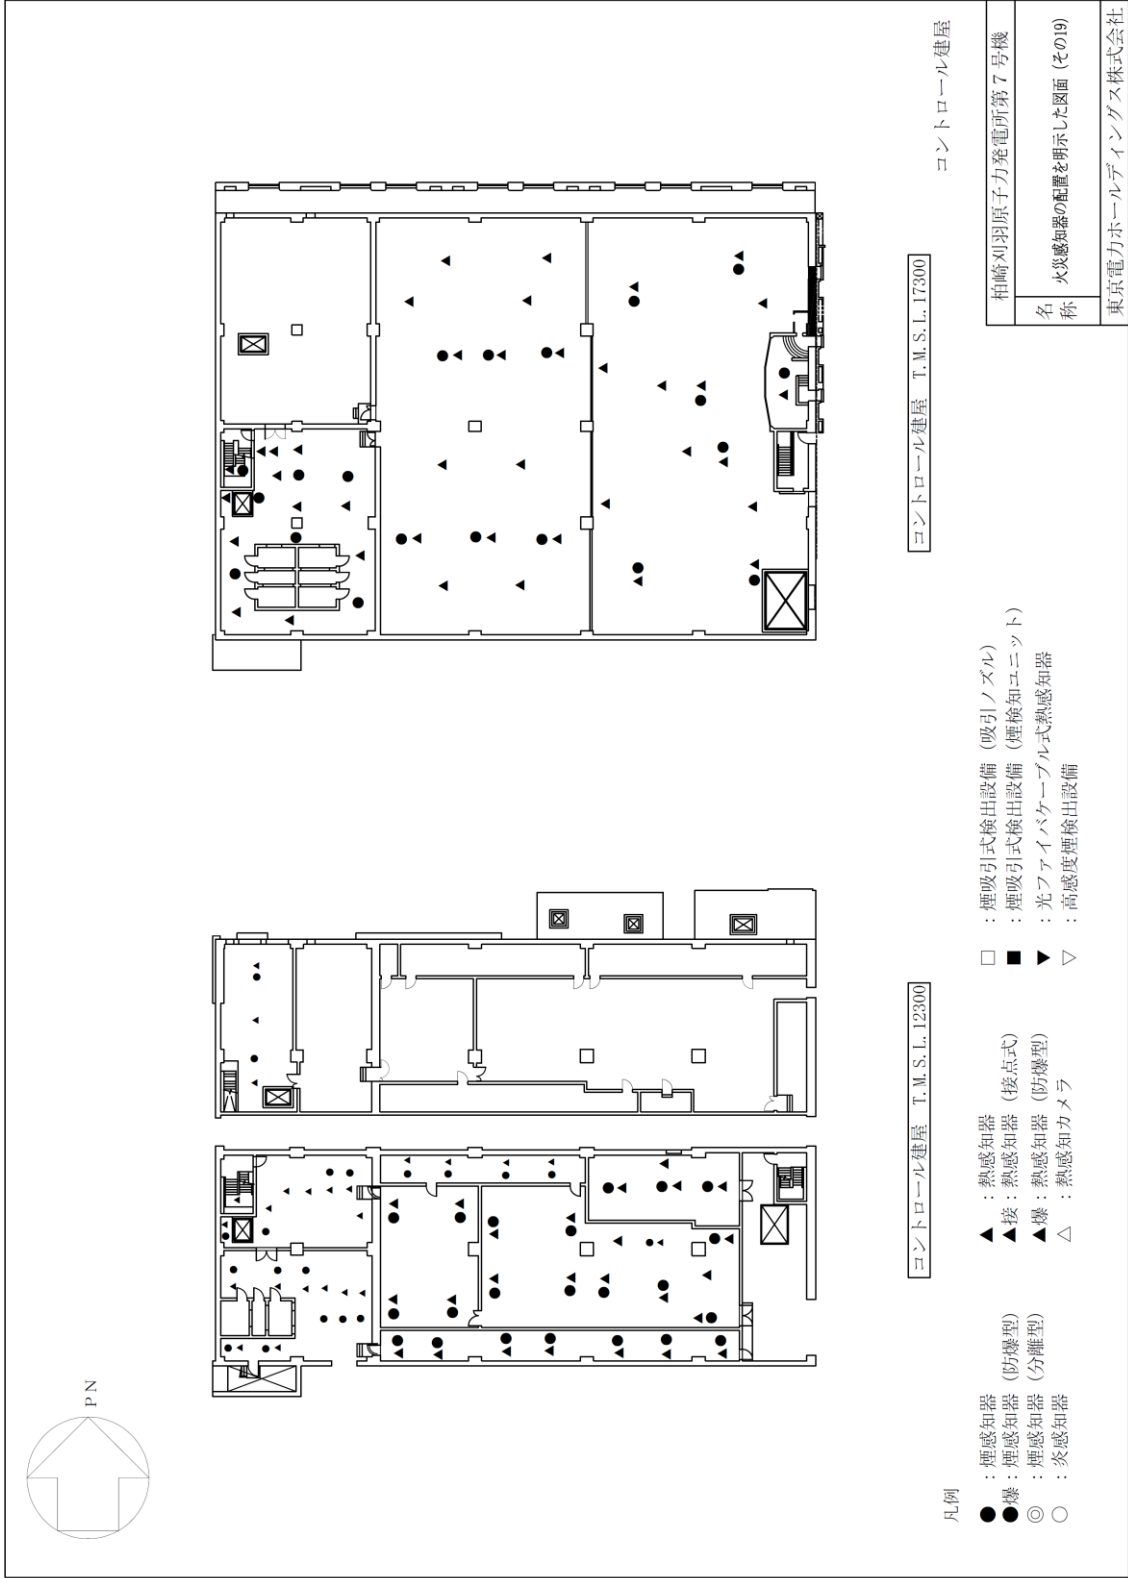 PN
コントロール建屋
コントロール建屋 T.M.S.L.12300
コントロール建屋 T.M.S.L.17300
凡例
● : 煙感知器
●爆 : 煙感知器 (防爆型)
◎ : 煙感知器 (分離型)
○ : 炎感知器
▲ : 熱感知器
▲接 : 熱感知器 (接点式)
▲爆 : 熱感知器 (防爆型)
△ : 熱感知カメラ
□ : 煙吸引式検出設備 (吸引ノズル)
■ : 煙吸引式検出設備 (煙検知ユニット)
▼ : 光ファイバケーブル式熱感知器
▽ : 高感度煙検出設備
柏崎刈羽原子力発電所第7号機
名称
火災感知器の配置を明示した図面 (その19)
東京電力ホールディングス株式会社